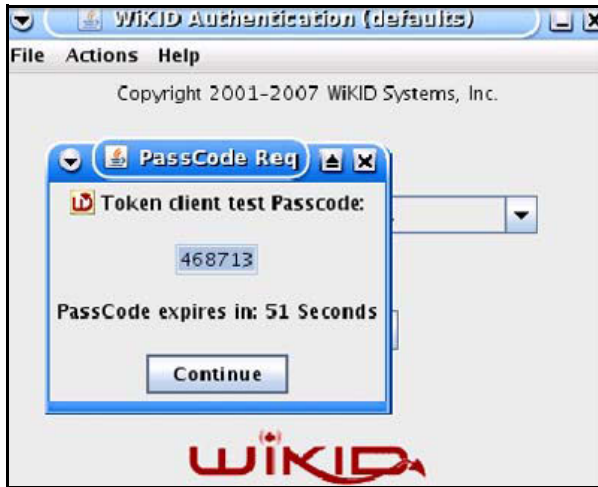 WiKID Authentication (defaults)
File Actions Help
Copyright 2001-2007 WiKID Systems, Inc.
PassCode Req
Token client test Passcode:
468713
PassCode expires in: 51 Seconds
Continue
WiKID